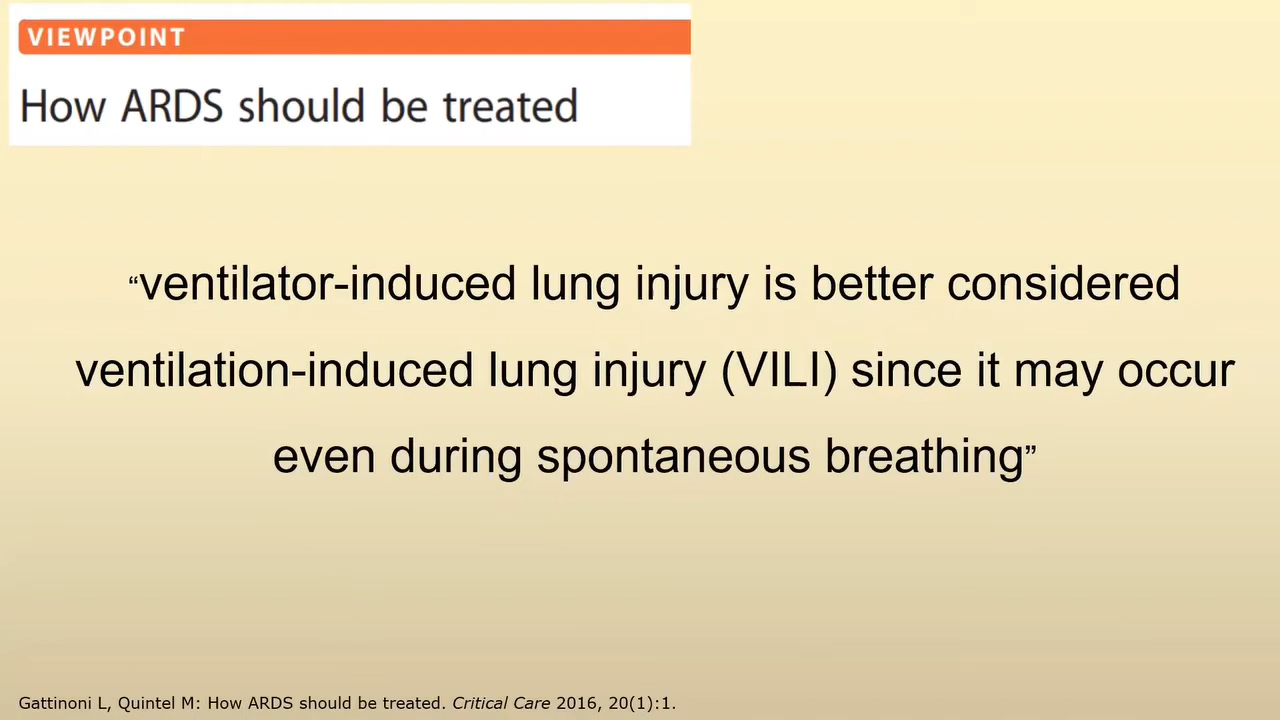 VIEWPOINT
How ARDS should be treated
“ventilator-induced lung injury is better considered
ventilation-induced lung injury (VILI) since it may occur
even during spontaneous breathing”
Gattinoni L, Quintel M: How ARDS should be treated. Critical Care 2016, 20(1):1.